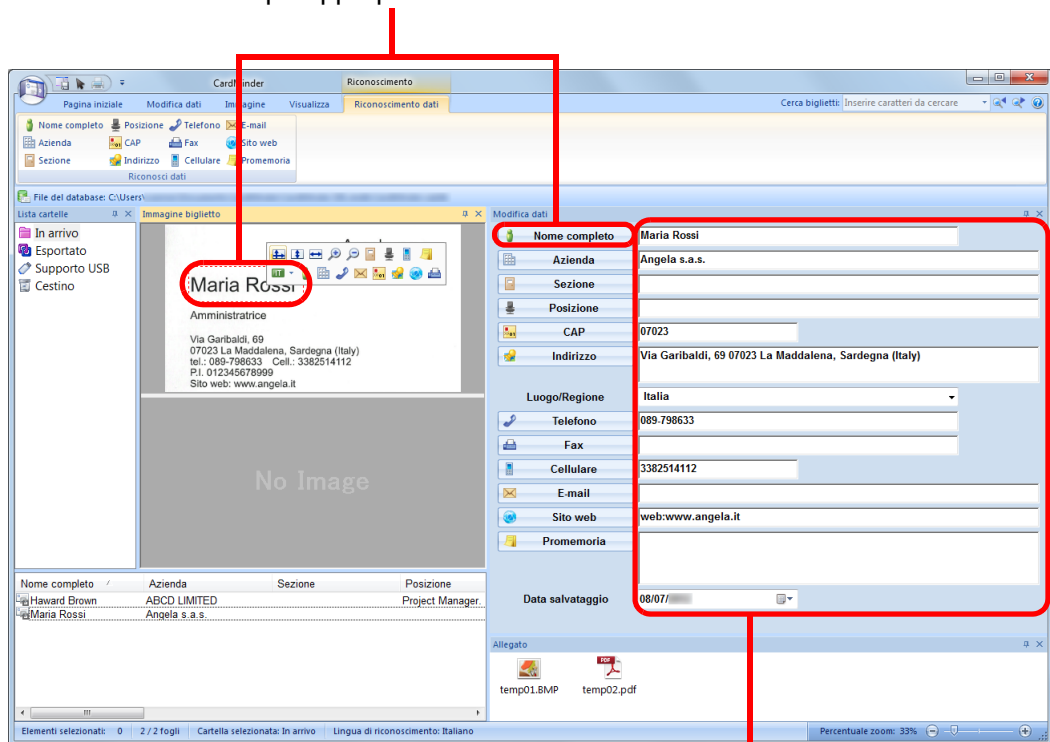 CardMinder
Riconoscimento
Pagina iniziale Modifica dati Immagine Visualizza Riconoscimento dati
Cerca biglietti: Inserire caratteri da cercare
Nome completo Posizione Telefono E-mail
Azienda CAP Fax Sito web
Sezione Indirizzo Cellulare Promemoria
Riconosci dati
File del database: C:\Users\
Lista cartelle
In arrivo
Esportato
Supporto USB
Cestino
Immagine biglietto
Maria Rossi
Amministratrice
Via Garibaldi, 69
07023 La Maddalena, Sardegna (Italy)
tel.: 089-798633 Cell.: 3382514112
P.I. 012345678999
Sito web: www.angela.it
No Image
Modifica dati
Nome completo Maria Rossi
Azienda Angela s.a.s.
Sezione
Posizione
CAP 07023
Indirizzo Via Garibaldi, 69 07023 La Maddalena, Sardegna (Italy)
Luogo/Regione Italia
Telefono 089-798633
Fax
Cellulare 3382514112
E-mail
Sito web web:www.angela.it
Promemoria
Data salvataggio 08/07/
Nome completo Azienda Sezione Posizione
Haward Brown ABCD LIMITED Project Manager.
Maria Rossi Angela s.a.s.
Allegato
temp01.BMP temp02.pdf
Elementi selezionati: 0 2 / 2 fogli Cartella selezionata: In arrivo Lingua di riconoscimento: Italiano
Percentuale zoom: 33%